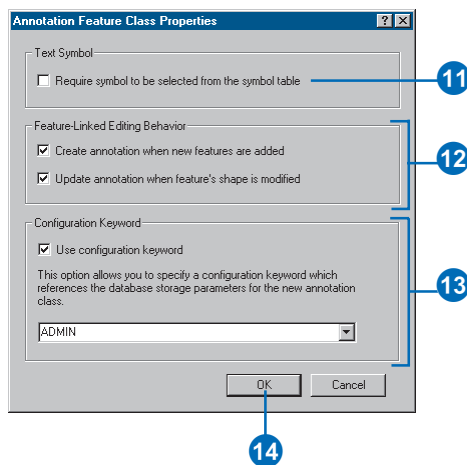 Annotation Feature Class Properties
Text Symbol
Require symbol to be selected from the symbol table
11
Feature-Linked Editing Behavior
Create annotation when new features are added
12
Update annotation when feature's shape is modified
Configuration Keyword
Use configuration keyword
This option allows you to specify a configuration keyword which
references the database storage parameters for the new annotation
class.
13
ADMIN
OK
Cancel
14